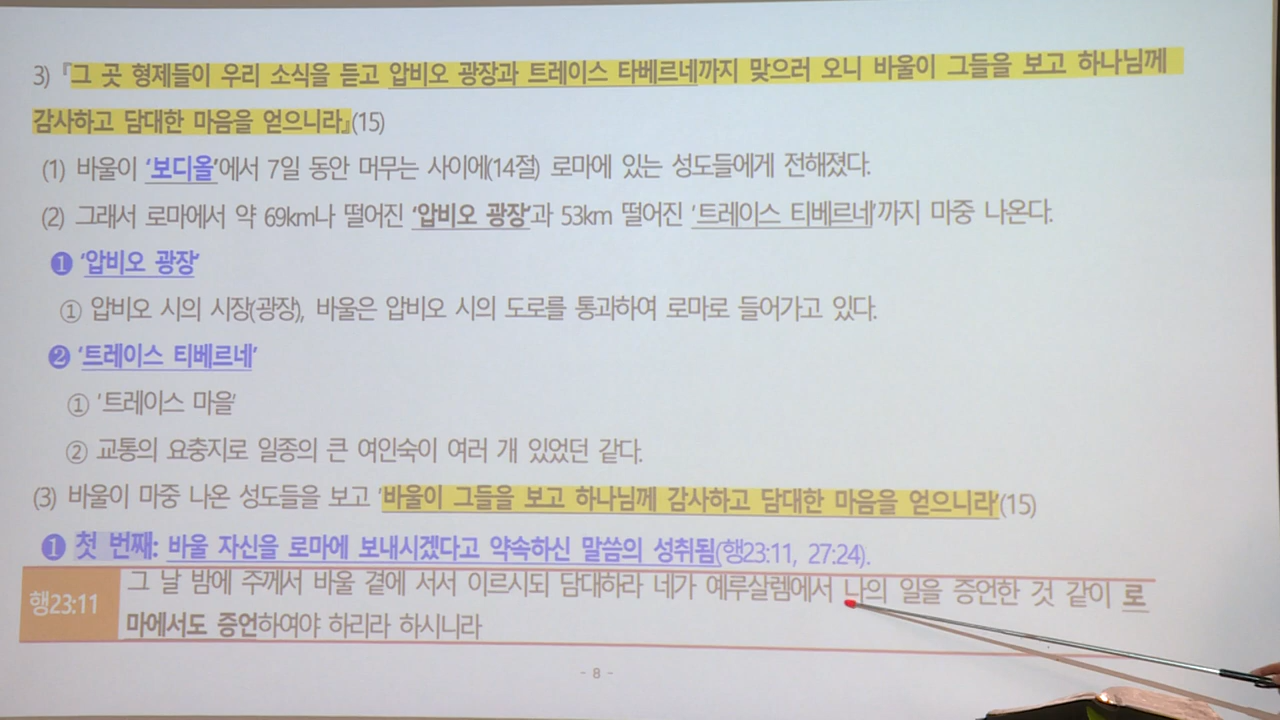 3) 『그 곳 형제들이 우리 소식을 듣고 압비오 광장과 트레이스 타베르네까지 맞으러 오니 바울이 그들을 보고 하나님께
감사하고 담대한 마음을 얻으니라』(15)
(1) 바울이 ‘보디올’에서 7일 동안 머무는 사이에(14절) 로마에 있는 성도들에게 전해졌다.
(2) 그래서 로마에서 약 69km나 떨어진 ‘압비오 광장’과 53km 떨어진 ‘트레이스 티베르네’까지 마중 나온다.
❶ ‘압비오 광장’
① 압비오 시의 시장(광장), 바울은 압비오 시의 도로를 통과하여 로마로 들어가고 있다.
❷ ‘트레이스 티베르네’
① ‘트레이스 마을’
② 교통의 요충지로 일종의 큰 여인숙이 여러 개 있었던 같다.
(3) 바울이 마중 나온 성도들을 보고 ‘바울이 그들을 보고 하나님께 감사하고 담대한 마음을 얻으니라’(15)
❶ 첫 번째: 바울 자신을 로마에 보내시겠다고 약속하신 말씀의 성취됨(행23:11, 27:24).
행23:11 그 날 밤에 주께서 바울 곁에 서서 이르시되 담대하라 네가 예루살렘에서 나의 일을 증언한 것 같이 로
마에서도 증언하여야 하리라 하시니라
- 8 -